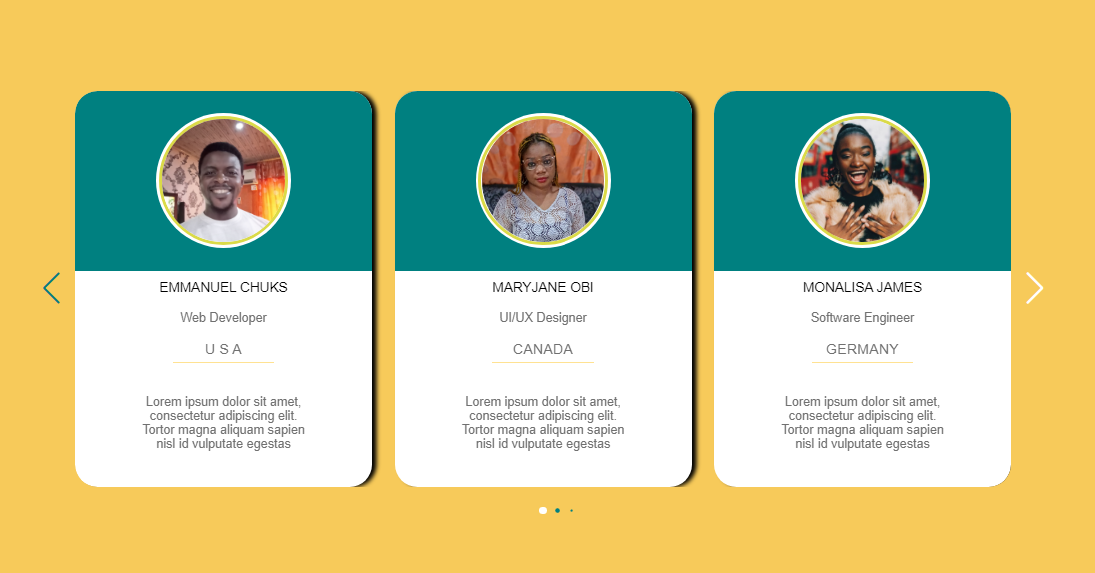 EMMANUEL CHUKS
Web Developer
U S A
Lorem ipsum dolor sit amet,
consectetur adipiscing elit.
Tortor magna aliquam sapien
nisl id vulputate egestas
MARYJANE OBI
UI/UX Designer
CANADA
Lorem ipsum dolor sit amet,
consectetur adipiscing elit.
Tortor magna aliquam sapien
nisl id vulputate egestas
MONALISA JAMES
Software Engineer
GERMANY
Lorem ipsum dolor sit amet,
consectetur adipiscing elit.
Tortor magna aliquam sapien
nisl id vulputate egestas